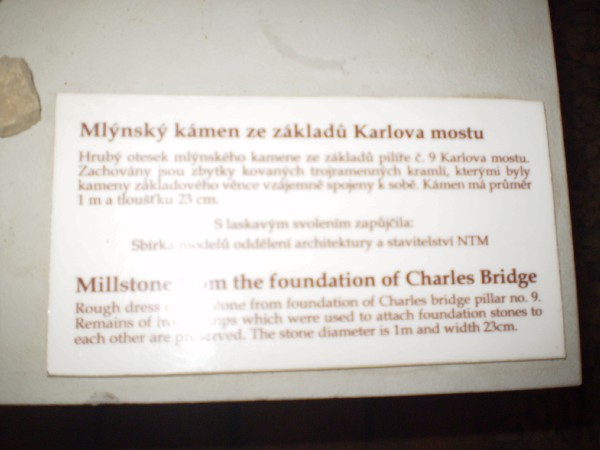 Mlýnský kámen ze základů Karlova mostu
Hrubý otesek mlýnského kamene ze základů pilíře č. 9 Karlova mostu.
Zachovány jsou zbytky kovaných trojramenných kramlí, kterými byly
kameny základového věnce vzájemně spojeny k sobě. Kámen má průměr
1 m a tloušťku 23 cm.
S laskavým svolením zapůjčila:
Sbírka modelů oddělení architektury a stavitelství NTM
Millstone from the foundation of Charles Bridge
Rough dress stone from foundation of Charles bridge pillar no. 9.
Remains of which were used to attach foundation stones to
each other are preserved. The stone diameter is 1m and width 23cm.